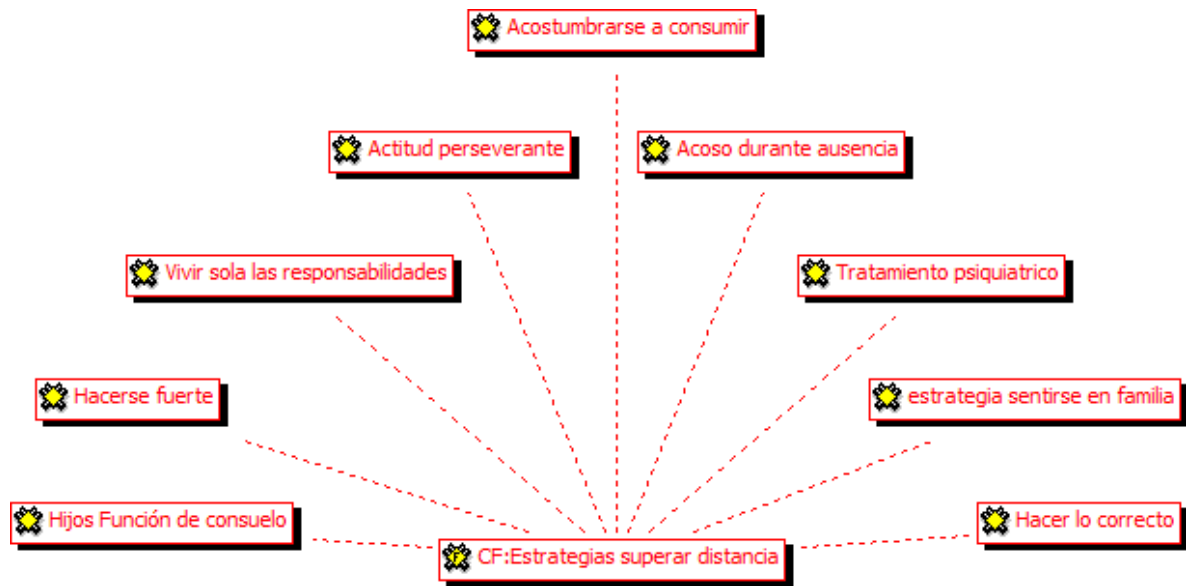 Acostumbrarse a consumir
Actitud perseverante
Acoso durante ausencia
Vivir sola las responsabilidades
Tratamiento psiquiatrico
Hacerse fuerte
estrategia sentirse en familia
Hijos Función de consuelo
Hacer lo correcto
CF:Estrategias superar distancia